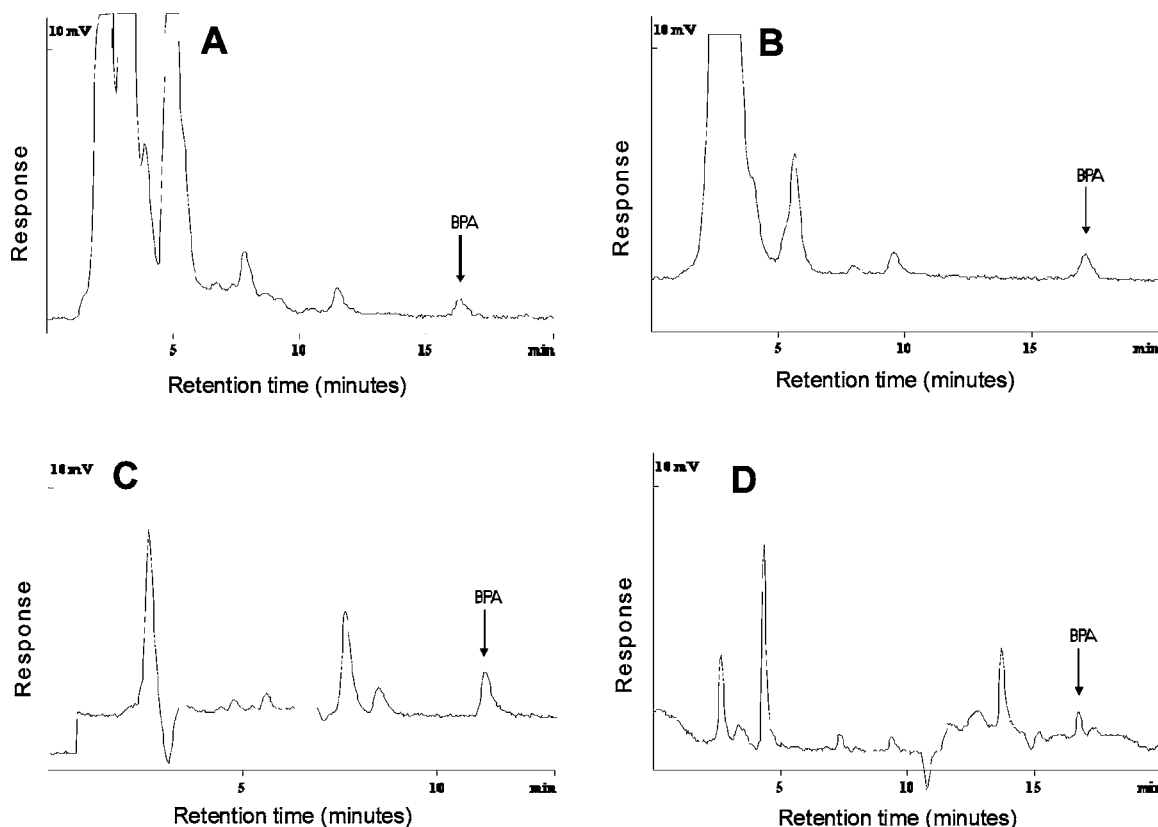 10 mV
A
BPA
Response
5
10
15
min
Retention time (minutes)
10 mV
B
BPA
Response
5
10
15
min
Retention time (minutes)
10 mV
C
BPA
Response
5
10
min
Retention time (minutes)
10 mV
D
BPA
Response
5
10
15
min
Retention time (minutes)